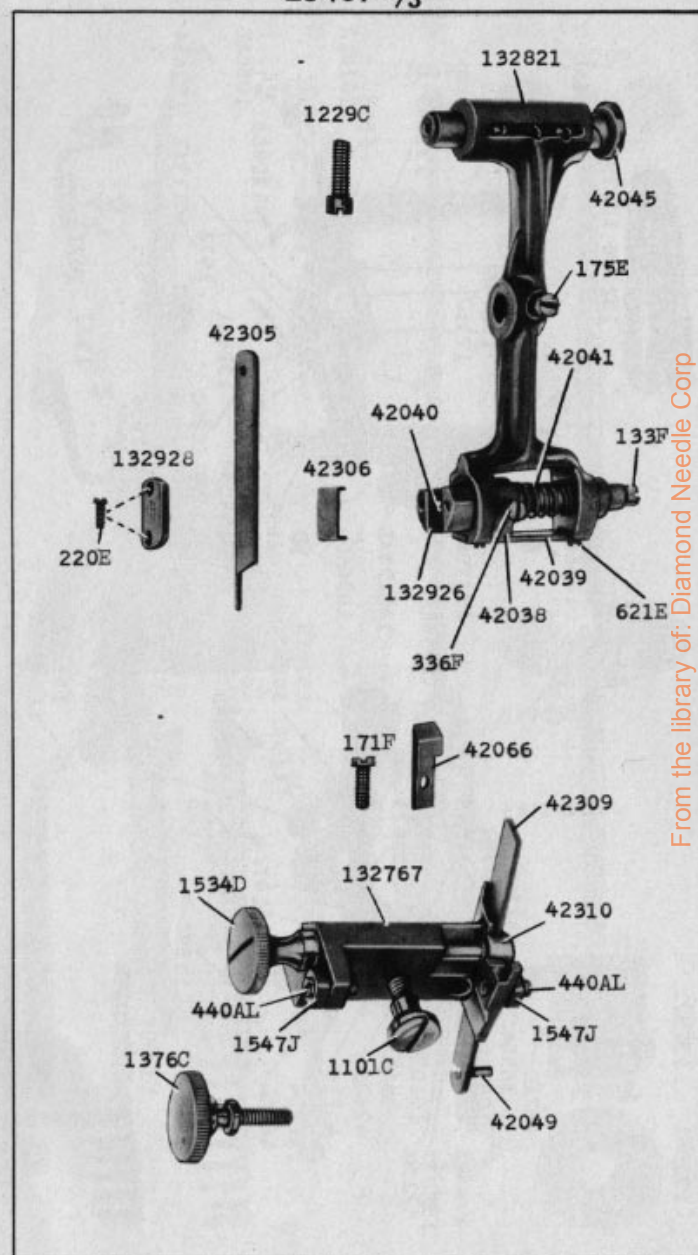 132821
1229C
42045
175E
42305
42041
42040
133F
132928
42306
220E
42039
132926
42038
621E
336F
171F
42066
42309
1534D
132767
42310
440AL
440AL
1547J
1547J
1376C
1101C
42049
From the library of: Diamond Needle Corp